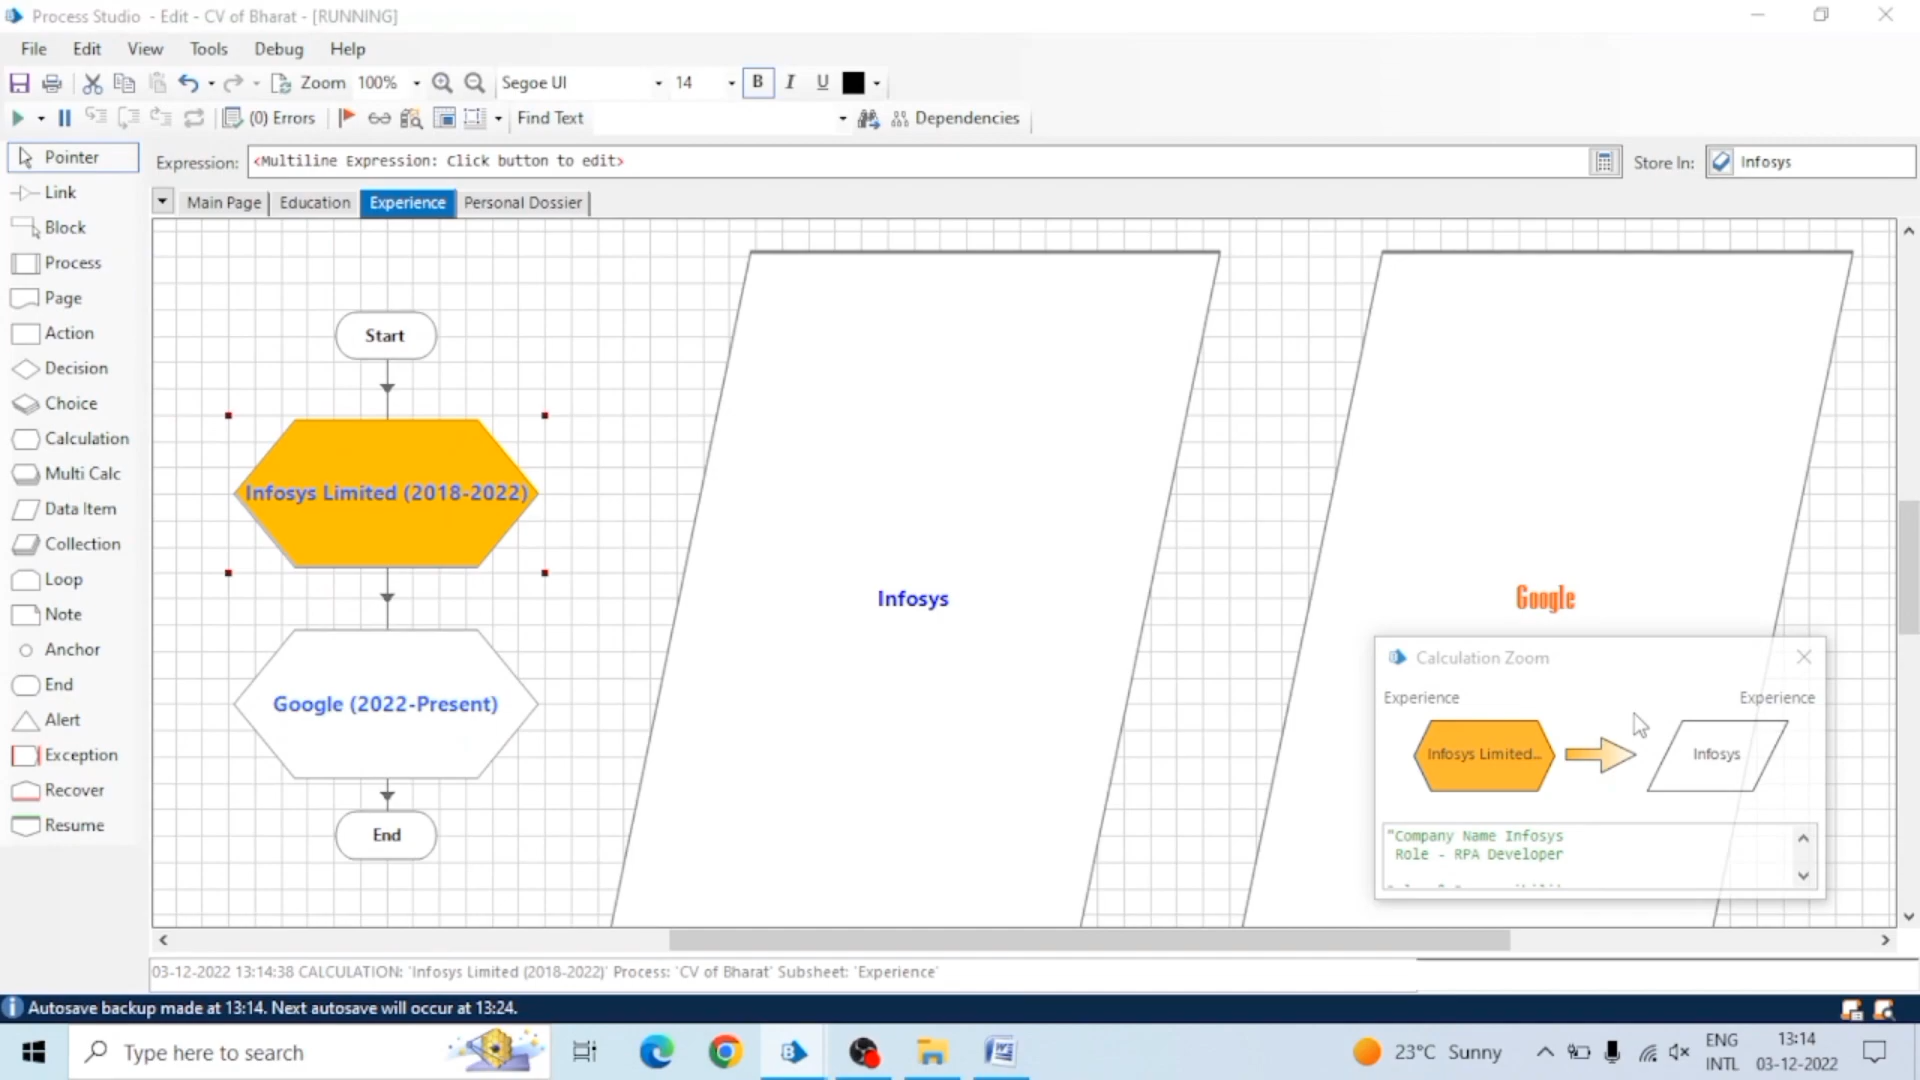 Process Studio - Edit - CV of Bharat - [RUNNING]
File Edit View Tools Debug Help
Zoom 100% Segoe UI 14 B I U
(0) Errors Find Text Dependencies
Expression: <Multiline Expression: Click button to edit> Store In: Infosys
Main Page Education Experience Personal Dossier
Pointer
Link
Block
Process
Page
Action
Decision
Choice
Calculation
Multi Calc
Data Item
Collection
Loop
Note
Anchor
End
Alert
Exception
Recover
Resume
Start
Infosys Limited (2018-2022)
Google (2022-Present)
End
Infosys
Google
Calculation Zoom
Experience Experience
Infosys Limited... Infosys
"Company Name Infosys
Role - RPA Developer
03-12-2022 13:14:38 CALCULATION: 'Infosys Limited (2018-2022)' Process: 'CV of Bharat' Subsheet: 'Experience'
Autosave backup made at 13:14. Next autosave will occur at 13:24.
Type here to search
23°C Sunny
ENG
INTL
13:14
03-12-2022